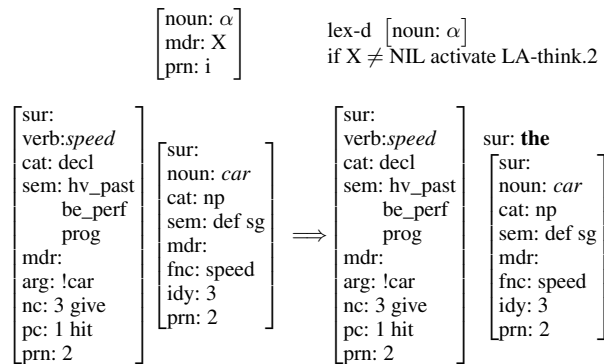 noun: α
mdr: X
prn: i
lex-d [noun: α]
if X ≠ NIL activate LA-think.2
sur:
verb:speed
cat: decl
sem: hv_past
be_perf
prog
mdr:
arg: !car
nc: 3 give
pc: 1 hit
prn: 2
sur:
noun: car
cat: np
sem: def sg
mdr:
fnc: speed
idy: 3
prn: 2
⟹
sur:
verb:speed
cat: decl
sem: hv_past
be_perf
prog
mdr:
arg: !car
nc: 3 give
pc: 1 hit
prn: 2
sur: the
sur:
noun: car
cat: np
sem: def sg
mdr:
fnc: speed
idy: 3
prn: 2